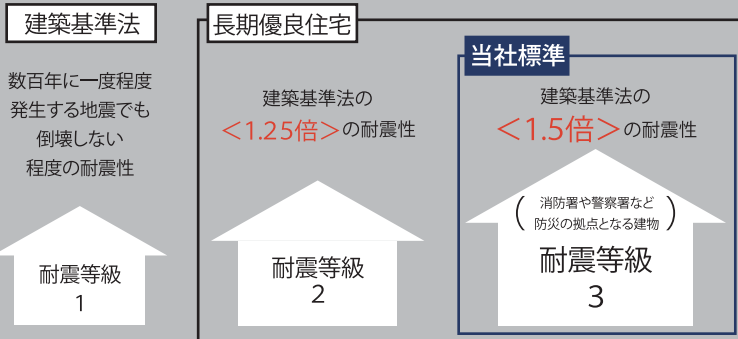 建築基準法
数百年に一度程度
発生する地震でも
倒壊しない
程度の耐震性
耐震等級
1
長期優良住宅
建築基準法の
＜1.25倍＞の耐震性
耐震等級
2
当社標準
建築基準法の
＜1.5倍＞の耐震性
(消防署や警察署など
防災の拠点となる建物)
耐震等級
3